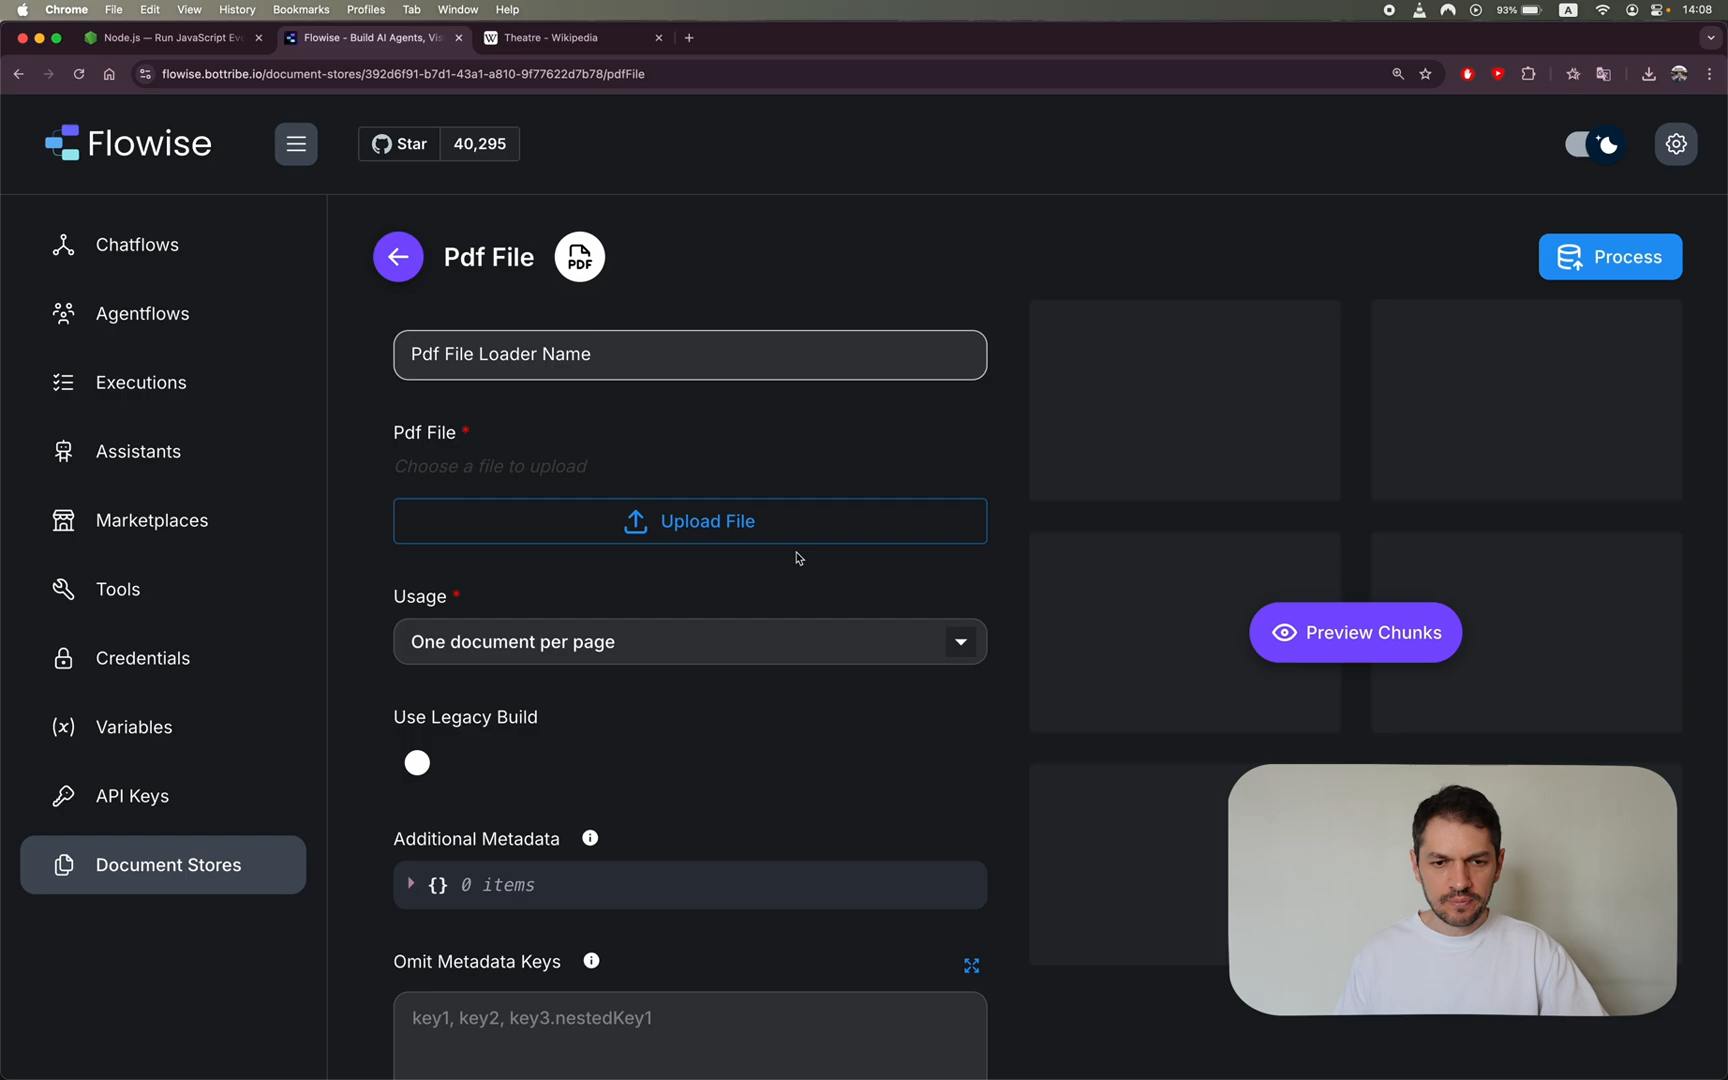 Chrome File Edit View History Bookmarks Profiles Tab Window Help 93% A 14:08
Node.js — Run JavaScript Ev Flowise - Build AI Agents, Vis Theatre - Wikipedia
flowise.bottribe.io/document-stores/392d6f91-b7d1-43a1-a810-9f77622d7b78/pdfFile
Flowise Star 40,295
Chatflows
Agentflows
Executions
Assistants
Marketplaces
Tools
Credentials
Variables
API Keys
Document Stores
Pdf File PDF Process
Pdf File Loader Name
Pdf File *
Choose a file to upload
Upload File
Usage *
One document per page
Preview Chunks
Use Legacy Build
Additional Metadata
{} 0 items
Omit Metadata Keys
key1, key2, key3.nestedKey1